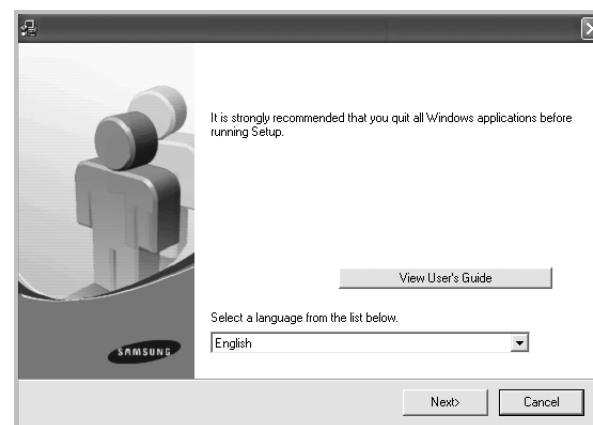 It is strongly recommended that you quit all Windows applications before
running Setup.
View User's Guide
Select a language from the list below.
English
SAMSUNG
Next>
Cancel